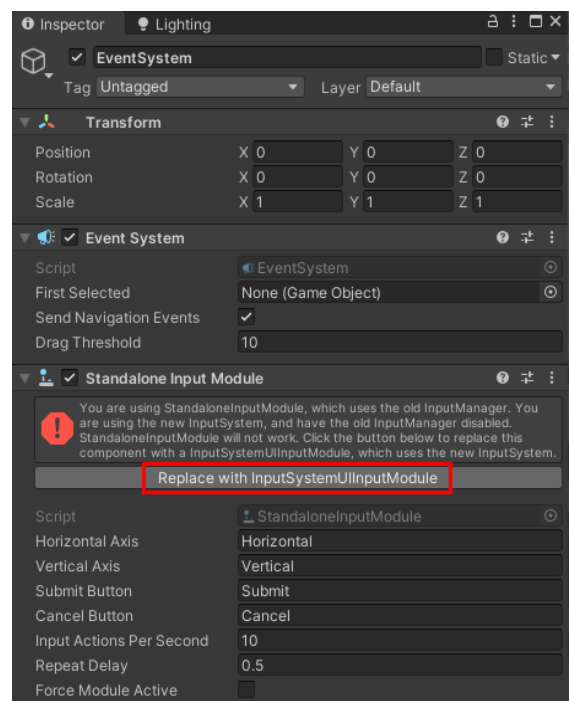 Inspector Lighting
EventSystem Static
Tag Untagged Layer Default
Transform
Position X 0 Y 0 Z 0
Rotation X 0 Y 0 Z 0
Scale X 1 Y 1 Z 1
Event System
Script EventSystem
First Selected None (Game Object)
Send Navigation Events
Drag Threshold 10
Standalone Input Module
You are using StandaloneInputModule, which uses the old InputManager. You
are using the new InputSystem, and have the old InputManager disabled.
StandaloneInputModule will not work. Click the button below to replace this
component with a InputSystemUIInputModule, which uses the new InputSystem.
Replace with InputSystemUIInputModule
Script StandaloneInputModule
Horizontal Axis Horizontal
Vertical Axis Vertical
Submit Button Submit
Cancel Button Cancel
Input Actions Per Second 10
Repeat Delay 0.5
Force Module Active